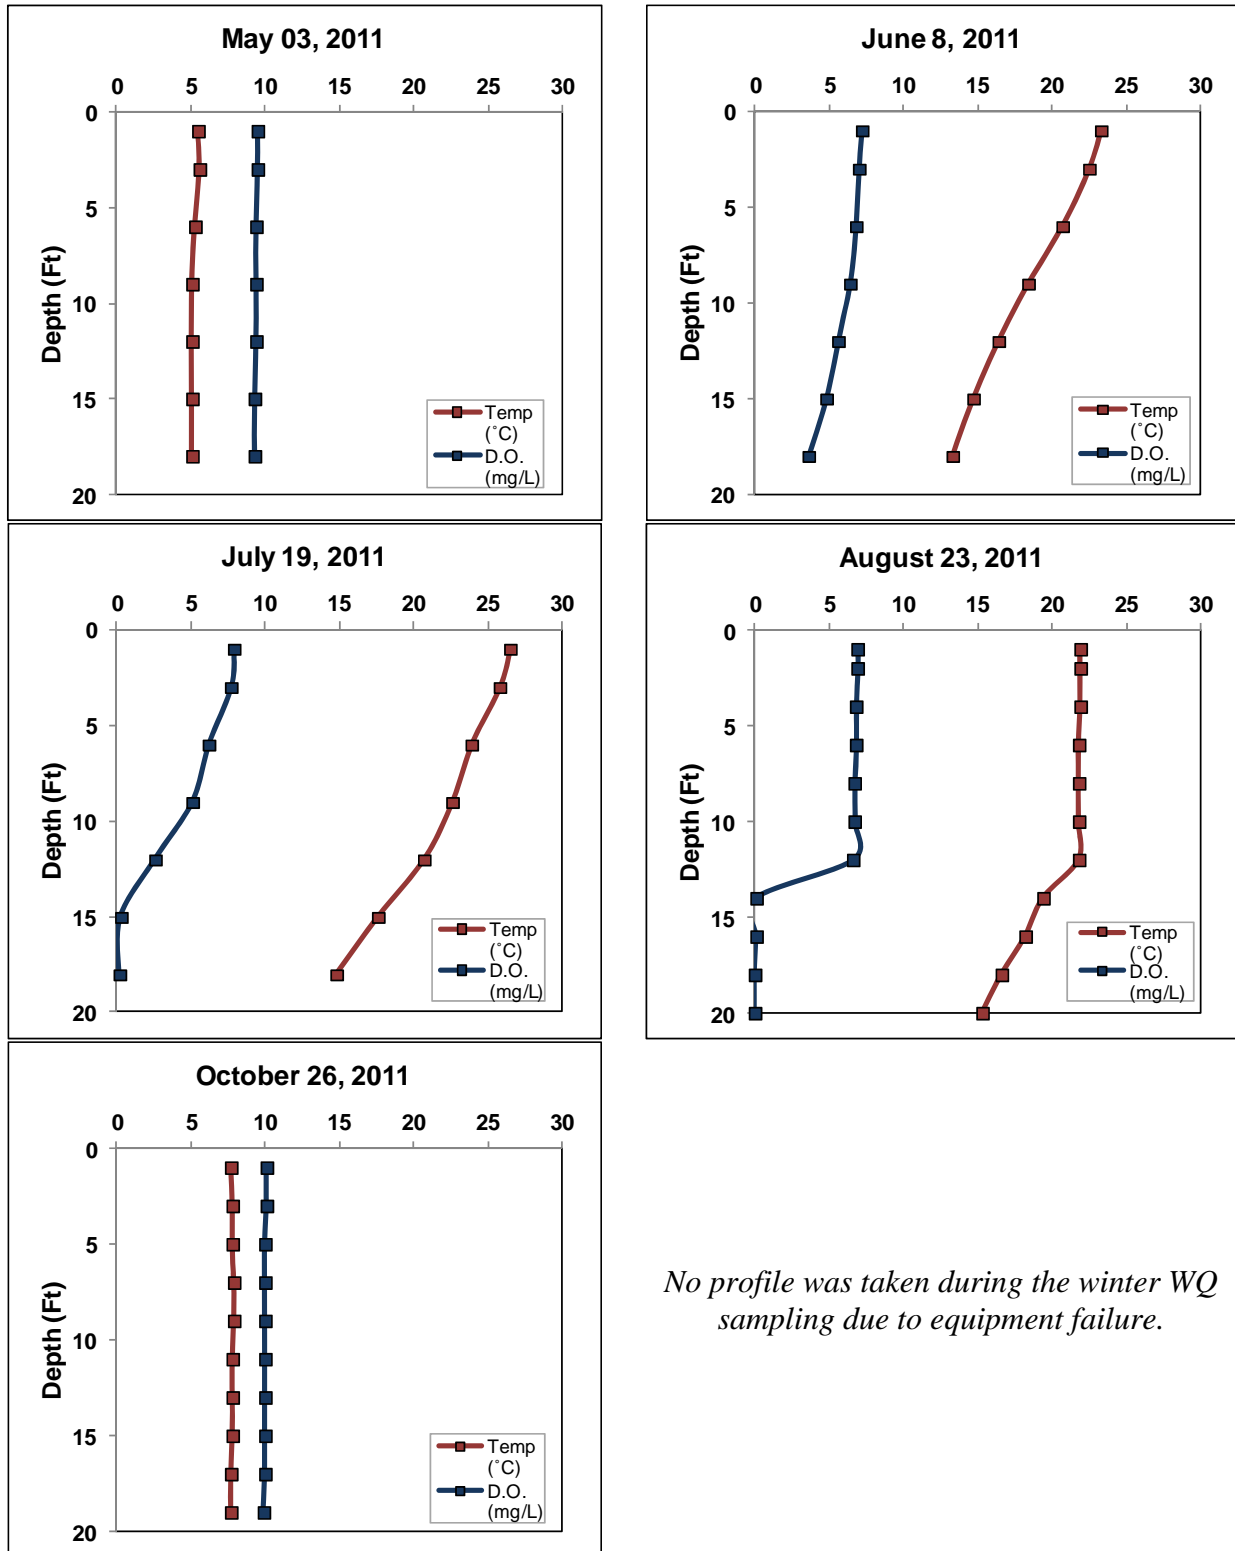 May 03, 2011
0 5 10 15 20 25 30
0
5
10
15
20
Depth (Ft)
Temp
(˚C)
D.O.
(mg/L)
June 8, 2011
0 5 10 15 20 25 30
0
5
10
15
20
Depth (Ft)
Temp
(˚C)
D.O.
(mg/L)
July 19, 2011
0 5 10 15 20 25 30
0
5
10
15
20
Depth (Ft)
Temp
(˚C)
D.O.
(mg/L)
August 23, 2011
0 5 10 15 20 25 30
0
5
10
15
20
Depth (Ft)
Temp
(˚C)
D.O.
(mg/L)
October 26, 2011
0 5 10 15 20 25 30
0
5
10
15
20
Depth (Ft)
Temp
(˚C)
D.O.
(mg/L)
No profile was taken during the winter WQ
sampling due to equipment failure.